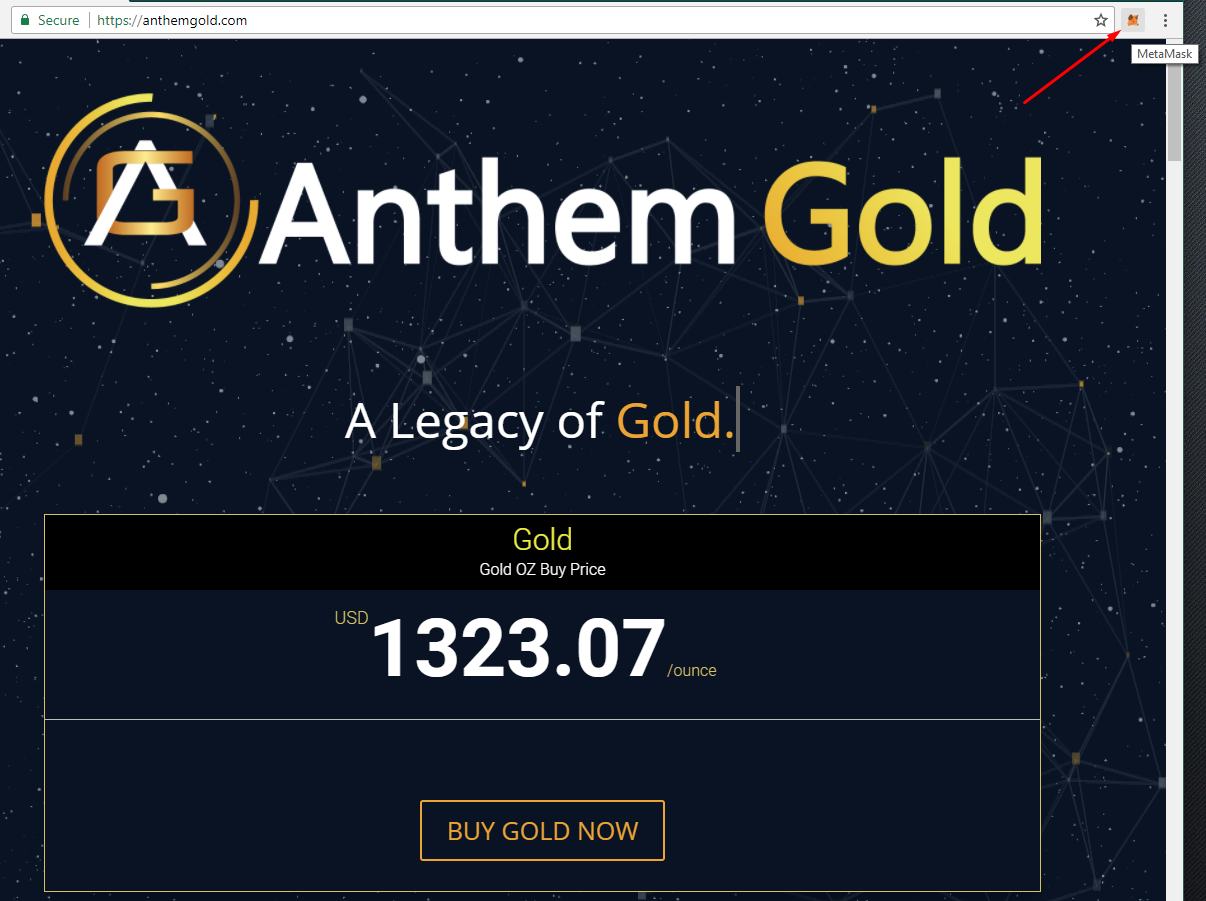 Secure https://anthemgold.com
MetaMask
AG Anthem Gold
A Legacy of Gold.
Gold
Gold OZ Buy Price
USD 1323.07 /ounce
BUY GOLD NOW